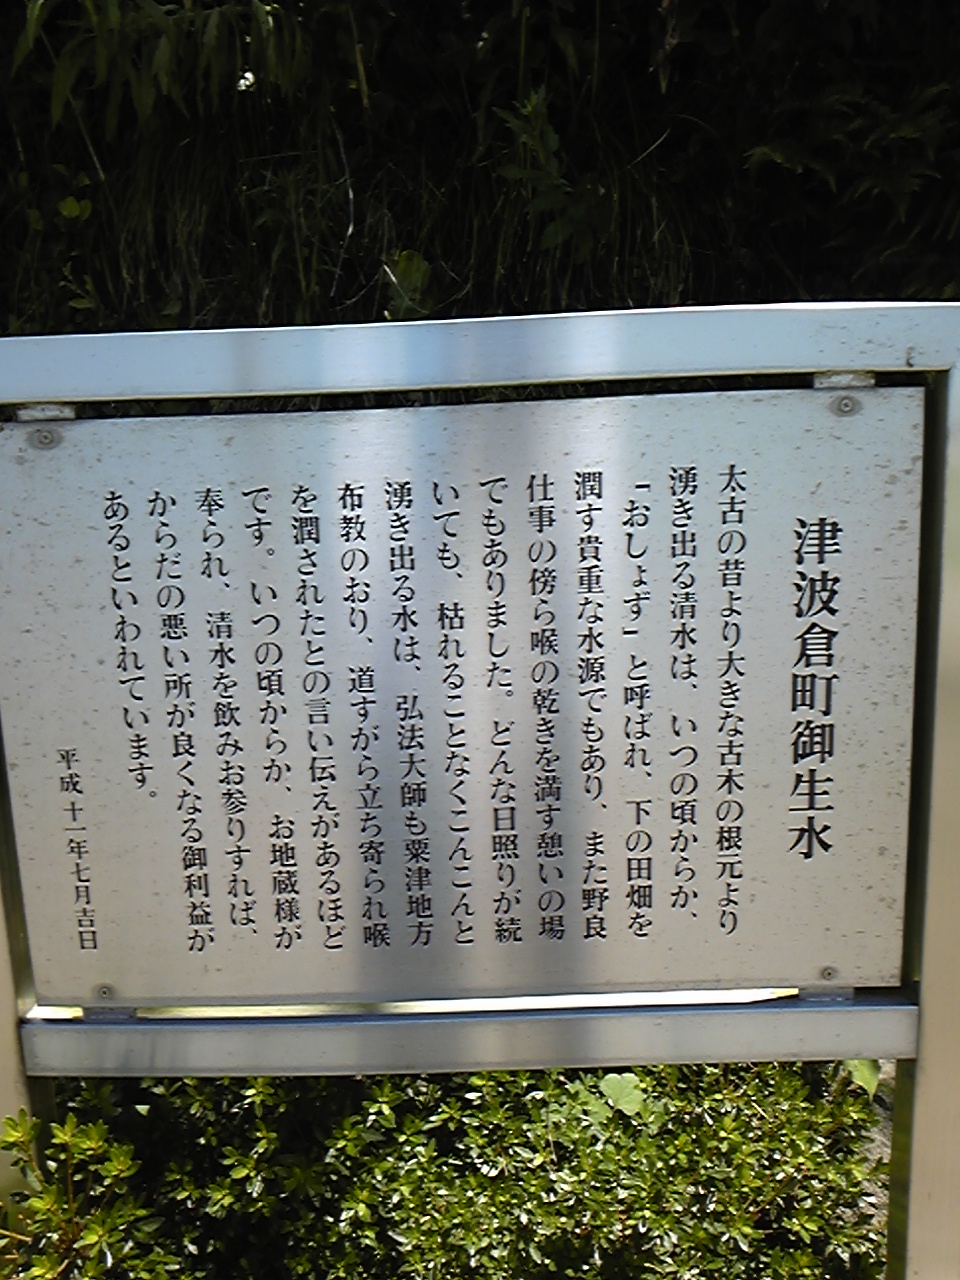 津波倉町御生水
太古の昔より大きな古木の根元より
湧き出る清水は、いつの頃からか、
「おしょず」と呼ばれ、下の田畑を
潤す貴重な水源でもあり、また野良
仕事の傍ら喉の乾きを満す憩いの場
でもありました。どんな日照りが続
いても、枯れることなくこんこんと
湧き出る水は、弘法大師も粟津地方
布教のおり、道すがら立ち寄られ喉
を潤されたとの言い伝えがあるほど
です。いつの頃からか、お地蔵様が
奉られ、清水を飲みお参りすれば、
からだの悪い所が良くなる御利益が
あるといわれています。
平成十一年七月吉日